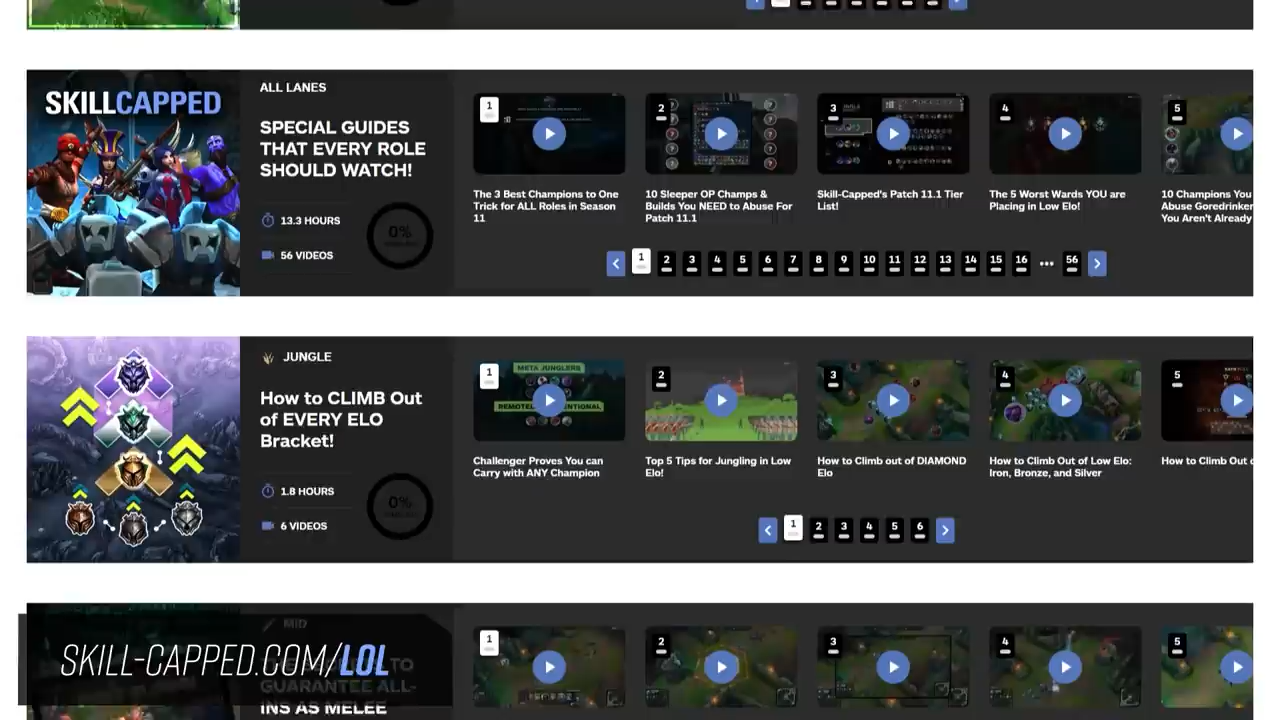 SKILLCAPPED
ALL LANES
SPECIAL GUIDES
THAT EVERY ROLE
SHOULD WATCH!
13.3 HOURS
56 VIDEOS
0%
1
2
3
4
5
The 3 Best Champions to One
Trick for ALL Roles in Season
11
10 Sleeper OP Champs &
Builds You NEED to Abuse For
Patch 11.1
Skill-Capped's Patch 11.1 Tier
List!
The 5 Worst Wards YOU are
Placing in Low Elo!
10 Champions You
Abuse Goredrinker
You Aren't Already
1 2 3 4 5 6 7 8 9 10 11 12 13 14 15 16 ••• 56
JUNGLE
How to CLIMB Out
of EVERY ELO
Bracket!
1.8 HOURS
6 VIDEOS
0%
1
META JUNGLERS
2
3
4
5
Challenger Proves You can
Carry with ANY Champion
Top 5 Tips for Jungling in Low
Elo!
How to Climb out of DIAMOND
Elo
How to Climb Out of Low Elo:
Iron, Bronze, and Silver
How to Climb Out
1 2 3 4 5 6
MID
TO
GUARANTEE ALL-
INS AS MELEE
1
2
3
4
5
SKILL-CAPPED.COM/LOL